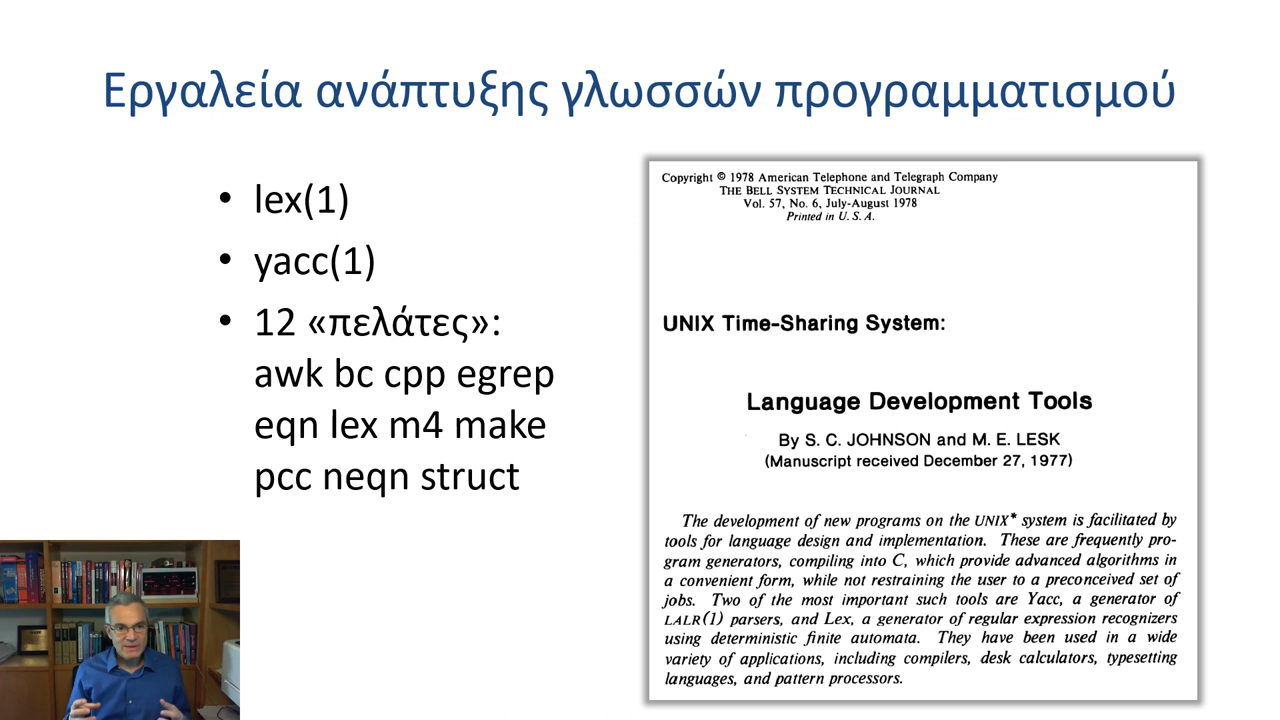 Εργαλεία ανάπτυξης γλωσσών προγραμματισμού
• lex(1)
• yacc(1)
• 12 «πελάτες»:
awk bc cpp egrep
eqn lex m4 make
pcc neqn struct
Copyright © 1978 American Telephone and Telegraph Company
THE BELL SYSTEM TECHNICAL JOURNAL
Vol. 57, No. 6, July-August 1978
Printed in U. S. A.
UNIX Time-Sharing System:
Language Development Tools
By S. C. JOHNSON and M. E. LESK
(Manuscript received December 27, 1977)
The development of new programs on the UNIX* system is facilitated by
tools for language design and implementation. These are frequently pro-
gram generators, compiling into C, which provide advanced algorithms in
a convenient form, while not restraining the user to a preconceived set of
jobs. Two of the most important such tools are Yacc, a generator of
LALR(1) parsers, and Lex, a generator of regular expression recognizers
using deterministic finite automata. They have been used in a wide
variety of applications, including compilers, desk calculators, typesetting
languages, and pattern processors.